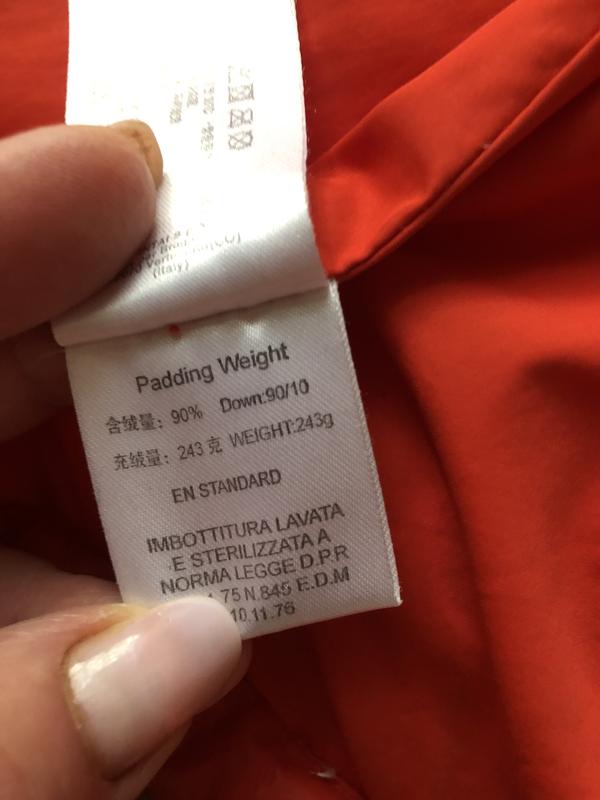 (Italy)
Padding Weight
含绒量: 90% Down:90/10
充绒量: 243 克 WEIGHT:243g
EN STANDARD
IMBOTTITURA LAVATA
E STERILIZZATA A
NORMA LEGGE D.P.R
75 N.845 E.D.M
10.11.76